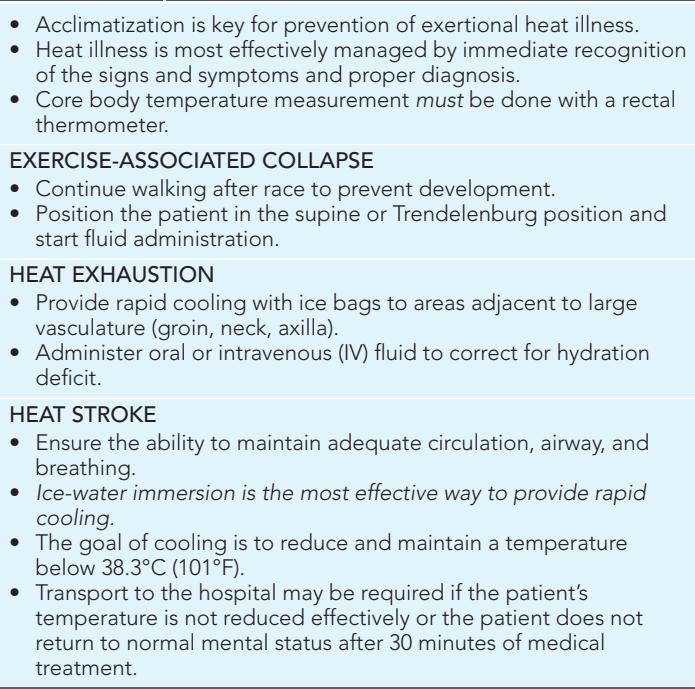 • Acclimatization is key for prevention of exertional heat illness.
• Heat illness is most effectively managed by immediate recognition
of the signs and symptoms and proper diagnosis.
• Core body temperature measurement must be done with a rectal
thermometer.
EXERCISE-ASSOCIATED COLLAPSE
• Continue walking after race to prevent development.
• Position the patient in the supine or Trendelenburg position and
start fluid administration.
HEAT EXHAUSTION
• Provide rapid cooling with ice bags to areas adjacent to large
vasculature (groin, neck, axilla).
• Administer oral or intravenous (IV) fluid to correct for hydration
deficit.
HEAT STROKE
• Ensure the ability to maintain adequate circulation, airway, and
breathing.
• Ice-water immersion is the most effective way to provide rapid
cooling.
• The goal of cooling is to reduce and maintain a temperature
below 38.3°C (101°F).
• Transport to the hospital may be required if the patient's
temperature is not reduced effectively or the patient does not
return to normal mental status after 30 minutes of medical
treatment.